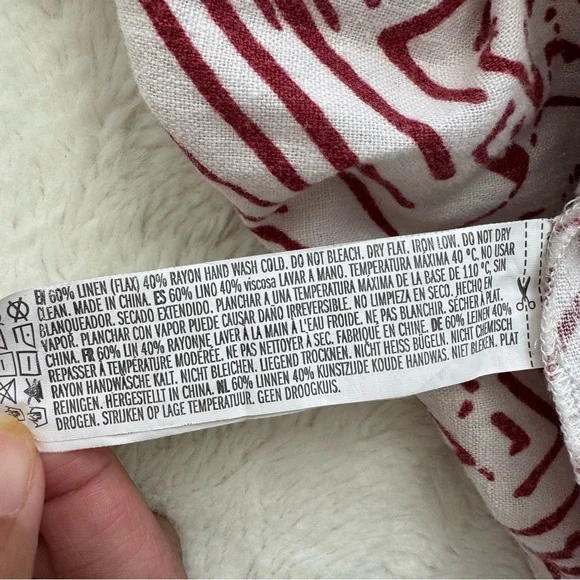 EN 60% LINEN (FLAX) 40% RAYON HAND WASH COLD. DO NOT BLEACH. DRY FLAT. IRON LOW. DO NOT DRY
CLEAN. MADE IN CHINA. ES 60% LINO 40% viscosa LAVAR A MANO. TEMPERATURA MÁXIMA 40 °C. NO USAR
BLANQUEADOR. SECADO EXTENDIDO. PLANCHAR A UNA TEMPERATURA MÁXIMA DE LA BASE DE 110 °C, SIN
VAPOR. PLANCHAR CON VAPOR PUEDE CAUSAR DAÑO IRREVERSIBLE. NO LIMPIEZA EN SECO. HECHO EN
CHINA. FR 60% LIN 40% RAYONNE LAVER À LA MAIN À L'EAU FROIDE. NE PAS BLANCHIR. SÉCHER À PLAT.
REPASSER À TEMPÉRATURE MODÉRÉE. NE PAS NETTOYER À SEC. FABRIQUÉ EN CHINE. DE 60% LEINEN 40%
RAYON HANDWÄSCHE KALT. NICHT BLEICHEN. LIEGEND TROCKNEN. NICHT HEISS BÜGELN. NICHT CHEMISCH
REINIGEN. HERGESTELLT IN CHINA. NL 60% LINNEN 40% KUNSTZIJDE KOUDE HANDWAS. NIET BLEKEN. PLAT
DROGEN. STRIJKEN OP LAGE TEMPERATUUR. GEEN DROOGKUIS.